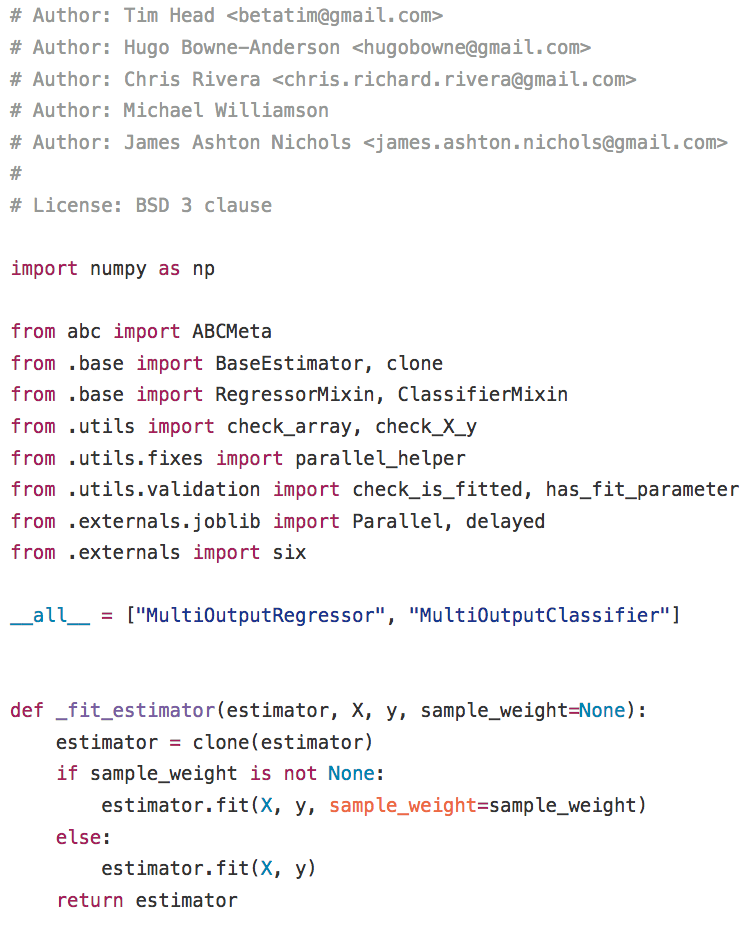 # Author: Tim Head <betatim@gmail.com>
# Author: Hugo Bowne-Anderson <hugobowne@gmail.com>
# Author: Chris Rivera <chris.richard.rivera@gmail.com>
# Author: Michael Williamson
# Author: James Ashton Nichols <james.ashton.nichols@gmail.com>
#
# License: BSD 3 clause

import numpy as np

from abc import ABCMeta
from .base import BaseEstimator, clone
from .base import RegressorMixin, ClassifierMixin
from .utils import check_array, check_X_y
from .utils.fixes import parallel_helper
from .utils.validation import check_is_fitted, has_fit_parameter
from .externals.joblib import Parallel, delayed
from .externals import six

__all__ = ["MultiOutputRegressor", "MultiOutputClassifier"]


def _fit_estimator(estimator, X, y, sample_weight=None):
    estimator = clone(estimator)
    if sample_weight is not None:
        estimator.fit(X, y, sample_weight=sample_weight)
    else:
        estimator.fit(X, y)
    return estimator